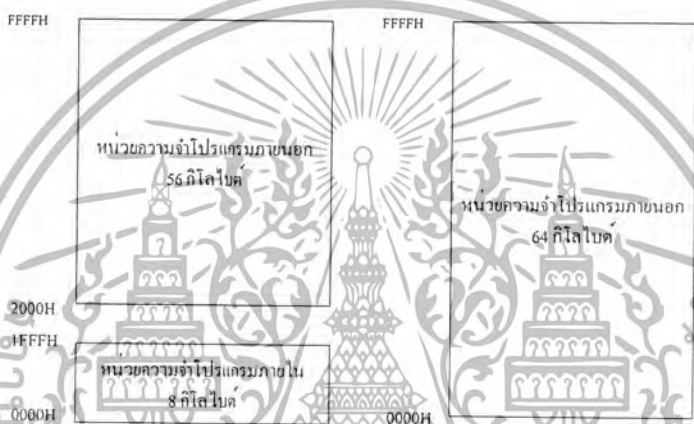 FFFFH
หน่วยความจำโปรแกรมภายนอก
56 กิโลไบต์
2000H
1FFFH
หน่วยความจำโปรแกรมภายใน
8 กิโลไบต์
0000H
FFFFH
หน่วยความจำโปรแกรมภายนอก
64 กิโลไบต์
0000H